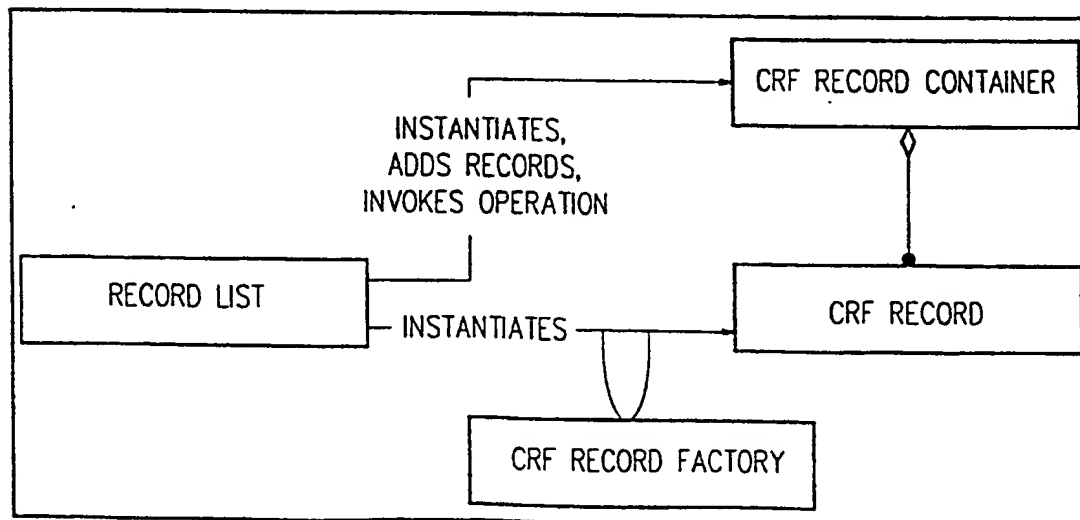 CRF RECORD CONTAINER
INSTANTIATES,
ADDS RECORDS,
INVOKES OPERATION
RECORD LIST
INSTANTIATES
CRF RECORD
CRF RECORD FACTORY